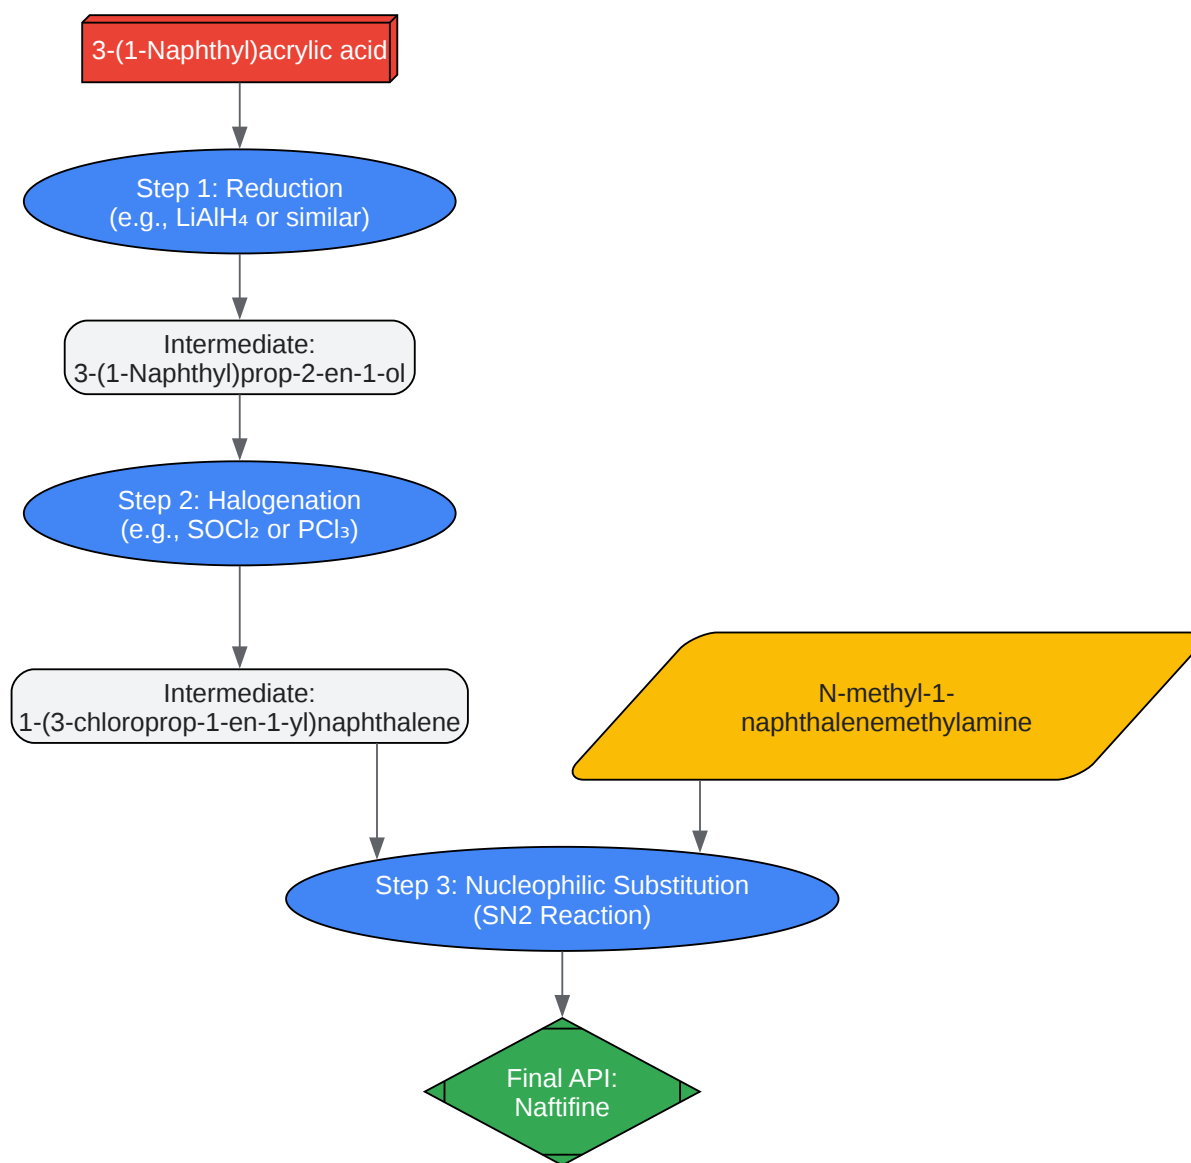 3-(1-Naphthyl)acrylic acid
Step 1: Reduction
(e.g., LiAlH₄ or similar)
Intermediate:
3-(1-Naphthyl)prop-2-en-1-ol
Step 2: Halogenation
(e.g., SOCl₂ or PCl₃)
Intermediate:
1-(3-chloroprop-1-en-1-yl)naphthalene
N-methyl-1-
naphthalenemethylamine
Step 3: Nucleophilic Substitution
(SN2 Reaction)
Final API:
Naftifine